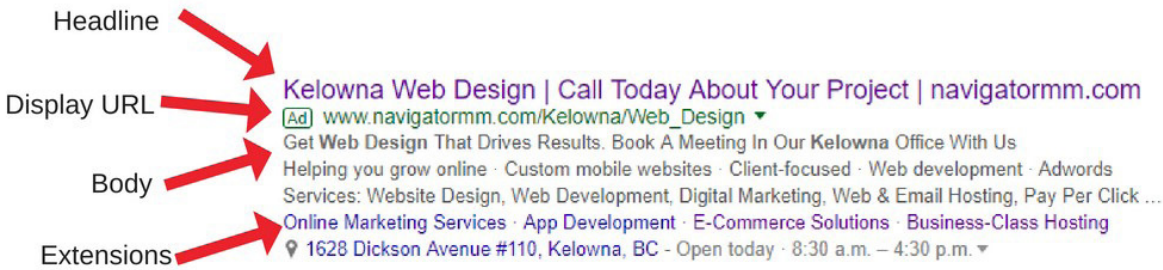 Headline
Kelowna Web Design | Call Today About Your Project | navigatormm.com
Display URL
Ad www.navigatormm.com/Kelowna/Web_Design
Get Web Design That Drives Results. Book A Meeting In Our Kelowna Office With Us
Body
Helping you grow online · Custom mobile websites · Client-focused · Web development · Adwords
Services: Website Design, Web Development, Digital Marketing, Web & Email Hosting, Pay Per Click ...
Extensions
Online Marketing Services · App Development · E-Commerce Solutions · Business-Class Hosting
1628 Dickson Avenue #110, Kelowna, BC - Open today · 8:30 a.m. – 4:30 p.m.